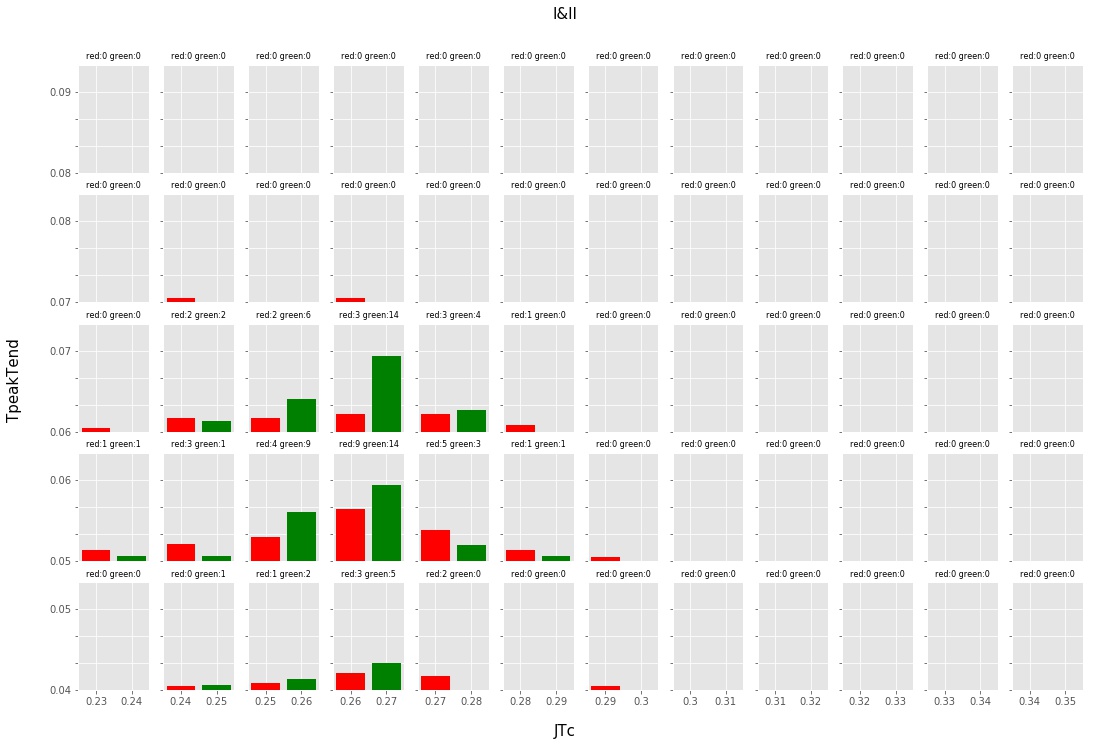 I&II
red:0 green:0 red:0 green:0 red:0 green:0 red:0 green:0 red:0 green:0 red:0 green:0 red:0 green:0 red:0 green:0 red:0 green:0 red:0 green:0 red:0 green:0 red:0 green:0
0.09
0.08
red:0 green:0 red:0 green:0 red:0 green:0 red:0 green:0 red:0 green:0 red:0 green:0 red:0 green:0 red:0 green:0 red:0 green:0 red:0 green:0 red:0 green:0 red:0 green:0
0.08
0.07
red:0 green:0 red:2 green:2 red:2 green:6 red:3 green:14 red:3 green:4 red:1 green:0 red:0 green:0 red:0 green:0 red:0 green:0 red:0 green:0 red:0 green:0 red:0 green:0
0.07
TpeakTend
0.06
red:1 green:1 red:3 green:1 red:4 green:9 red:9 green:14 red:5 green:3 red:1 green:1 red:0 green:0 red:0 green:0 red:0 green:0 red:0 green:0 red:0 green:0 red:0 green:0
0.06
0.05
red:0 green:0 red:0 green:1 red:1 green:2 red:3 green:5 red:2 green:0 red:0 green:0 red:0 green:0 red:0 green:0 red:0 green:0 red:0 green:0 red:0 green:0 red:0 green:0
0.05
0.04
0.23 0.24 0.24 0.25 0.25 0.26 0.26 0.27 0.27 0.28 0.28 0.29 0.29 0.3 0.3 0.31 0.31 0.32 0.32 0.33 0.33 0.34 0.34 0.35
JTc